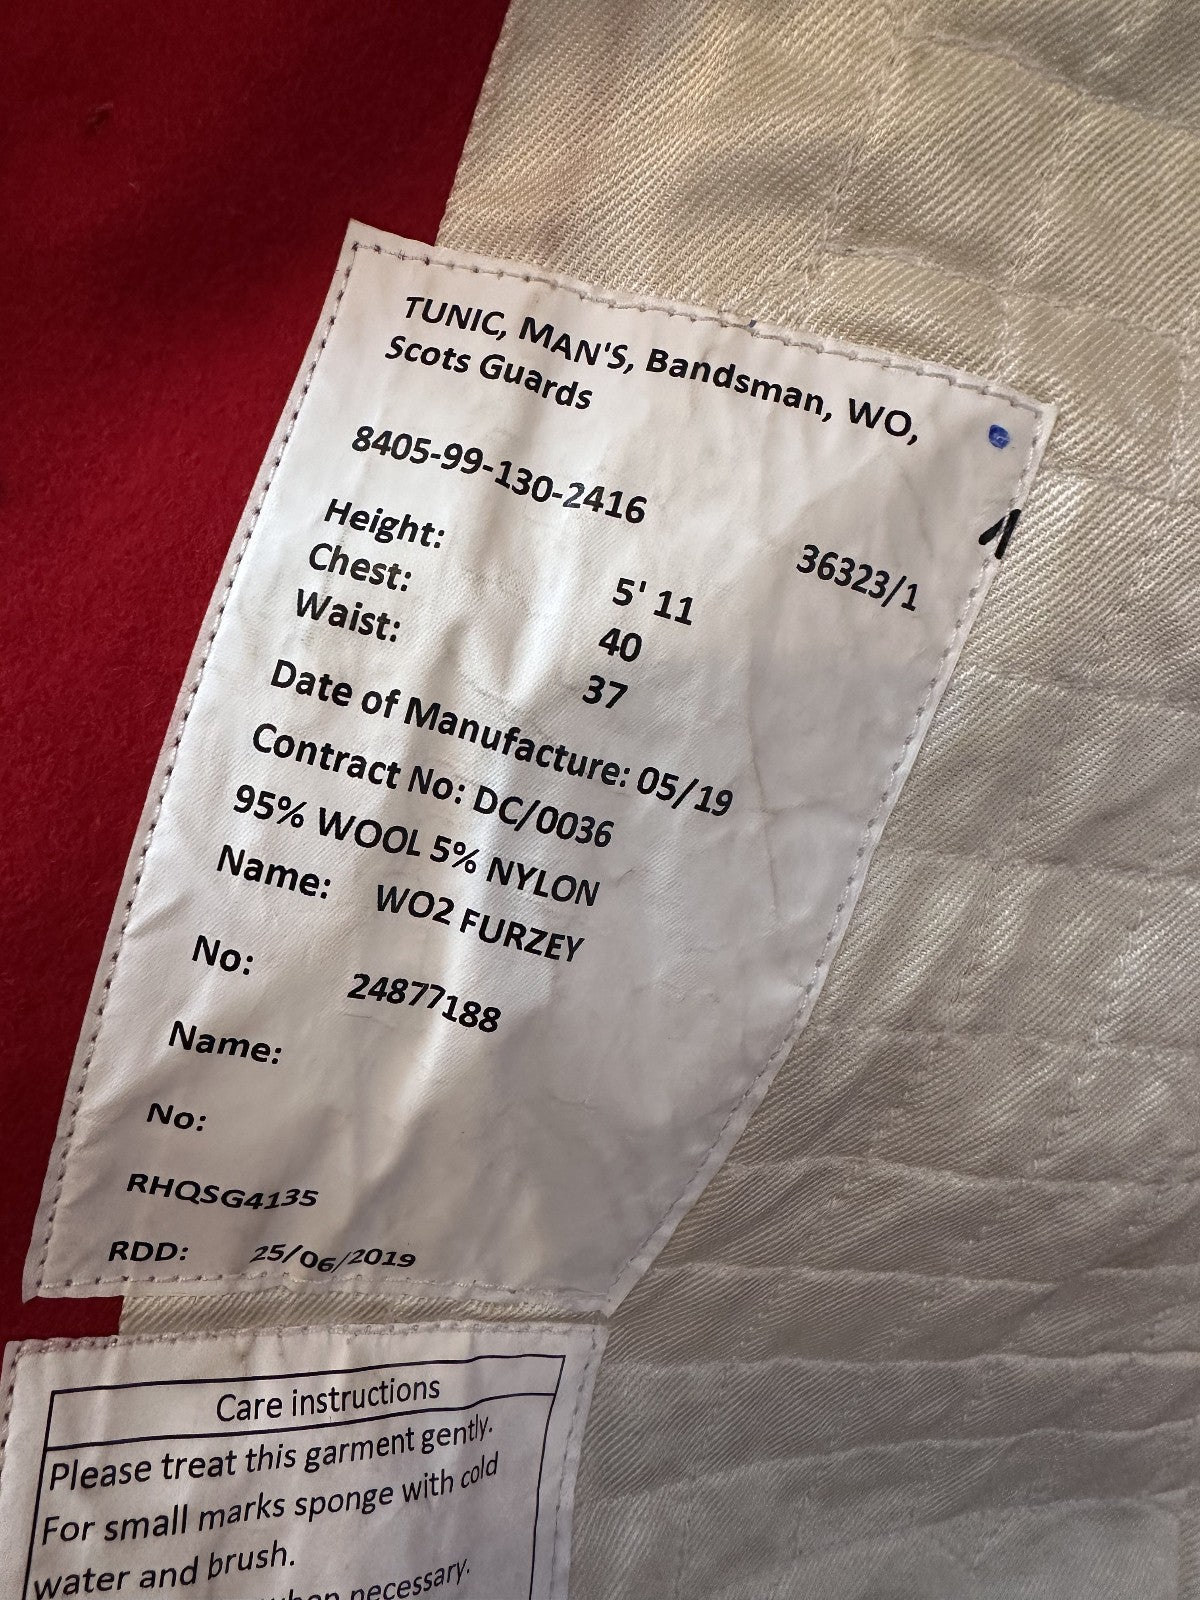 TUNIC, MAN'S, Bandsman, WO,
Scots Guards
8405-99-130-2416
36323/1
Height: 5' 11
Chest: 40
Waist: 37
Date of Manufacture: 05/19
Contract No: DC/0036
95% WOOL 5% NYLON
Name: WO2 FURZEY
No: 24877188
Name:
No:
RHQSG4135
RDD: 25/06/2019
Care instructions
Please treat this garment gently.
For small marks sponge with cold
water and brush.
when necessary.